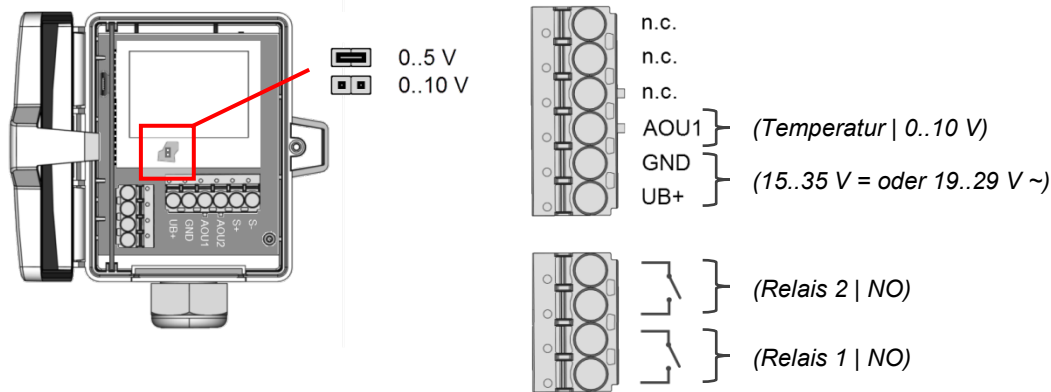 0..5 V
0..10 V
UB+
GND
AOU1
AOU2
S+
S-
n.c.
n.c.
n.c.
AOU1 (Temperatur | 0..10 V)
GND
UB+
(15..35 V = oder 19..29 V ~)
(Relais 2 | NO)
(Relais 1 | NO)